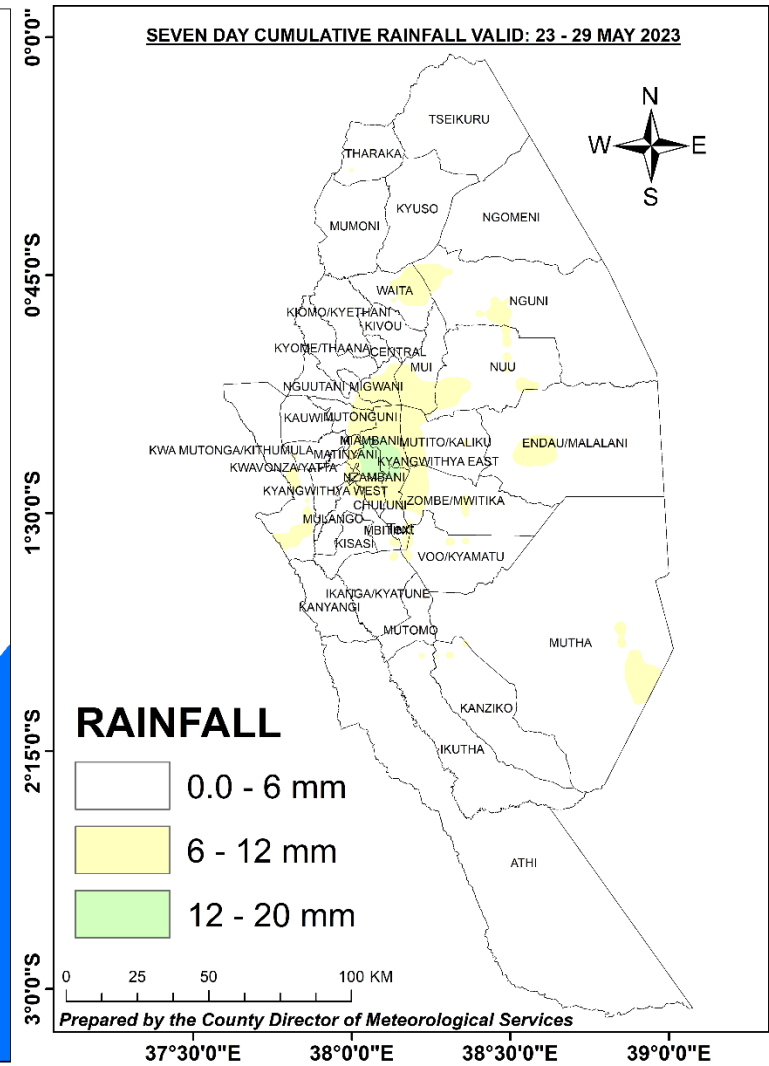 SEVEN DAY CUMULATIVE RAINFALL VALID: 23 - 29 MAY 2023
0°0'0"
N
W E
S
TSEIKURU
THARAKA
KYUSO
NGOMENI
MUMONI
0°45'0"S
WAITA
NGUNI
KIOMO/KYETHANI
KIVOU
KYOME/THAANA
CENTRAL
MUI
NUU
NGUUTANI
MIGWANI
KAUWI
MUTONGUNI
MIAMBANI
MUTITO/KALIKU
ENDAU/MALALANI
KWA MUTONGA/KITHUMULA
MATINYANI
KYANGWITHYA EAST
KWAVONZA/YATTA
NZAMBANI
KYANGWITHYA WEST
ZOMBE/MWITIKA
CHULUNI
1°30'0"S
MULANGO
MBITINI
Text
KISASI
VOO/KYAMATU
IKANGA/KYATUNE
KANYANGI
MUTOMO
MUTHA
KANZIKO
IKUTHA
2°15'0"S
ATHI
RAINFALL
0.0 - 6 mm
6 - 12 mm
12 - 20 mm
0 25 50 100 KM
3°0'0"S
Prepared by the County Director of Meteorological Services
37°30'0"E 38°0'0"E 38°30'0"E 39°0'0"E